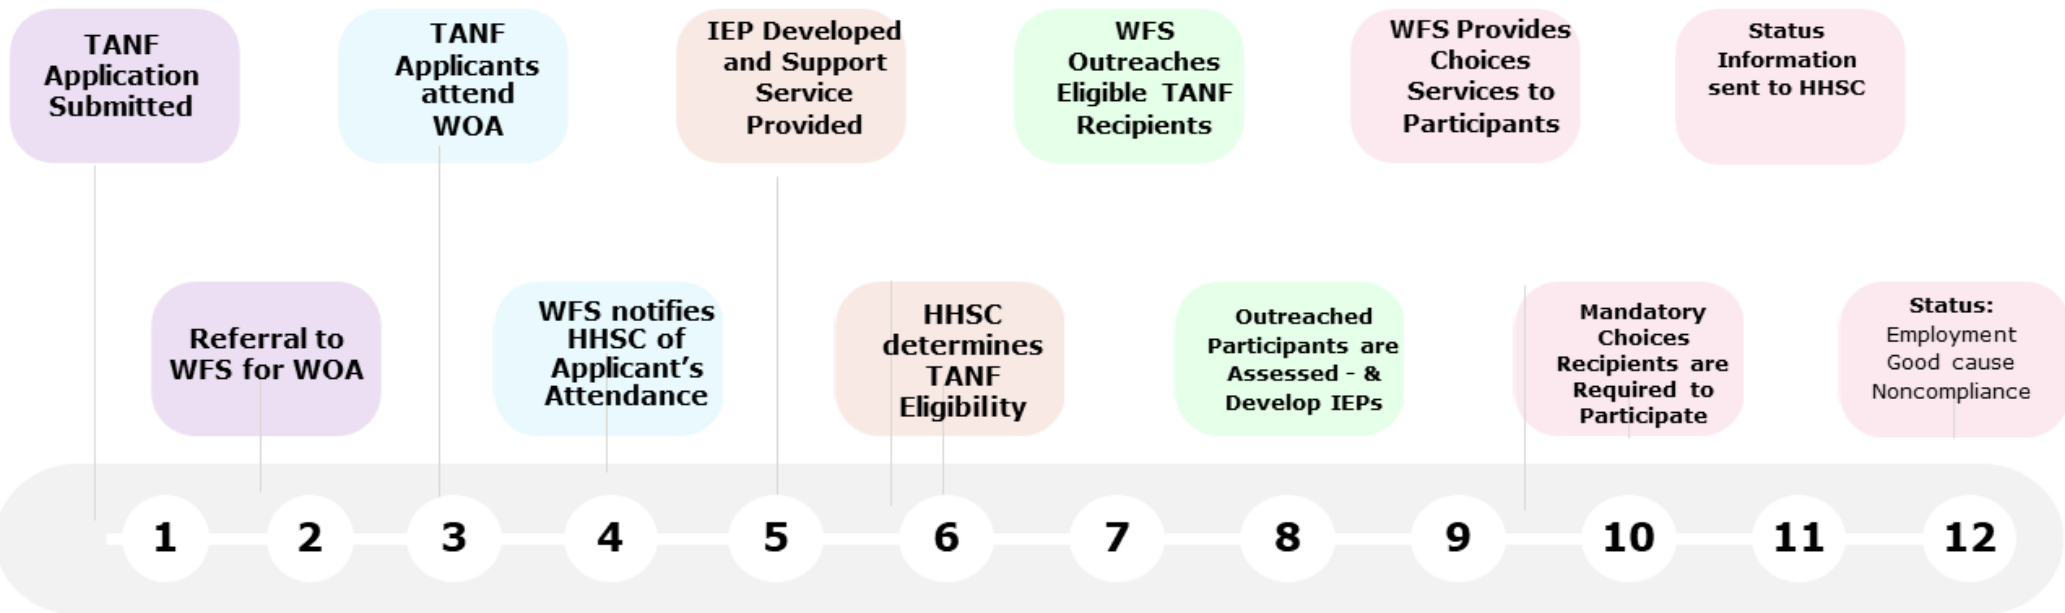 TANF
Application
Submitted
TANF
Applicants
attend
WOA
IEP Developed
and Support
Service
Provided
WFS
Outreaches
Eligible TANF
Recipients
WFS Provides
Choices
Services to
Participants
Status
Information
sent to HHSC
Referral to
WFS for WOA
WFS notifies
HHSC of
Applicant’s
Attendance
HHSC
determines
TANF
Eligibility
Outreached
Participants are
Assessed - &
Develop IEPs
Mandatory
Choices
Recipients are
Required to
Participate
Status:
Employment
Good cause
Noncompliance
1 2 3 4 5 6 7 8 9 10 11 12